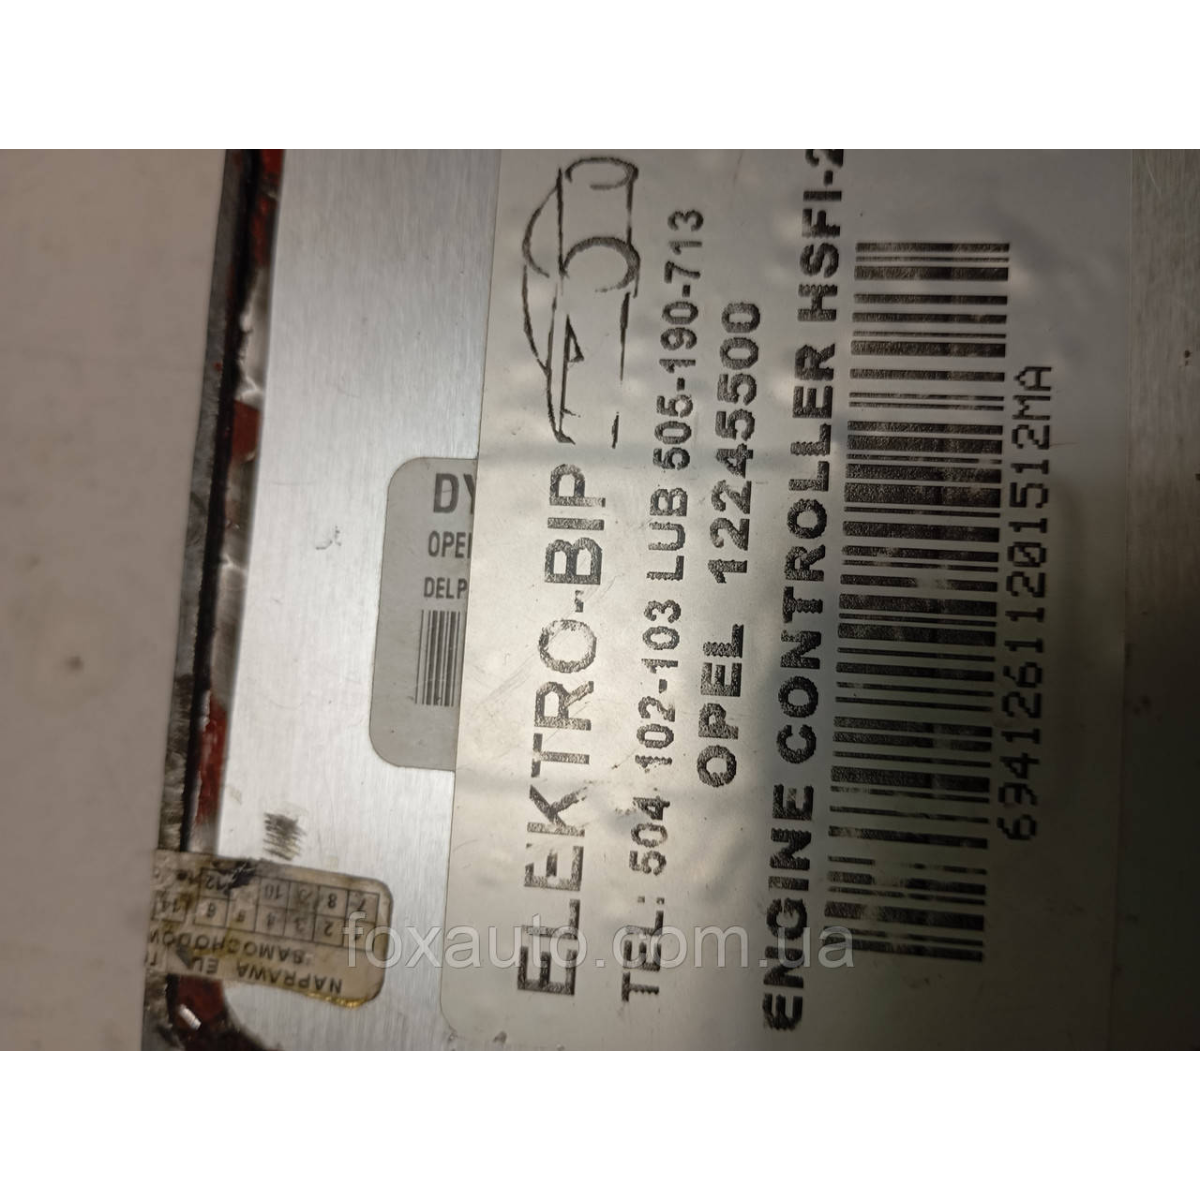 ELEKTRO-BIP
TEL: 504-102-103 LUB 505-190-713
OPEL 12245500
ENGINE CONTROLLER HSFI-2
6941261120151​2MA
DY
OPEL
DELP
NAPRAWA
SAMOCHODOW
foxauto.com.ua